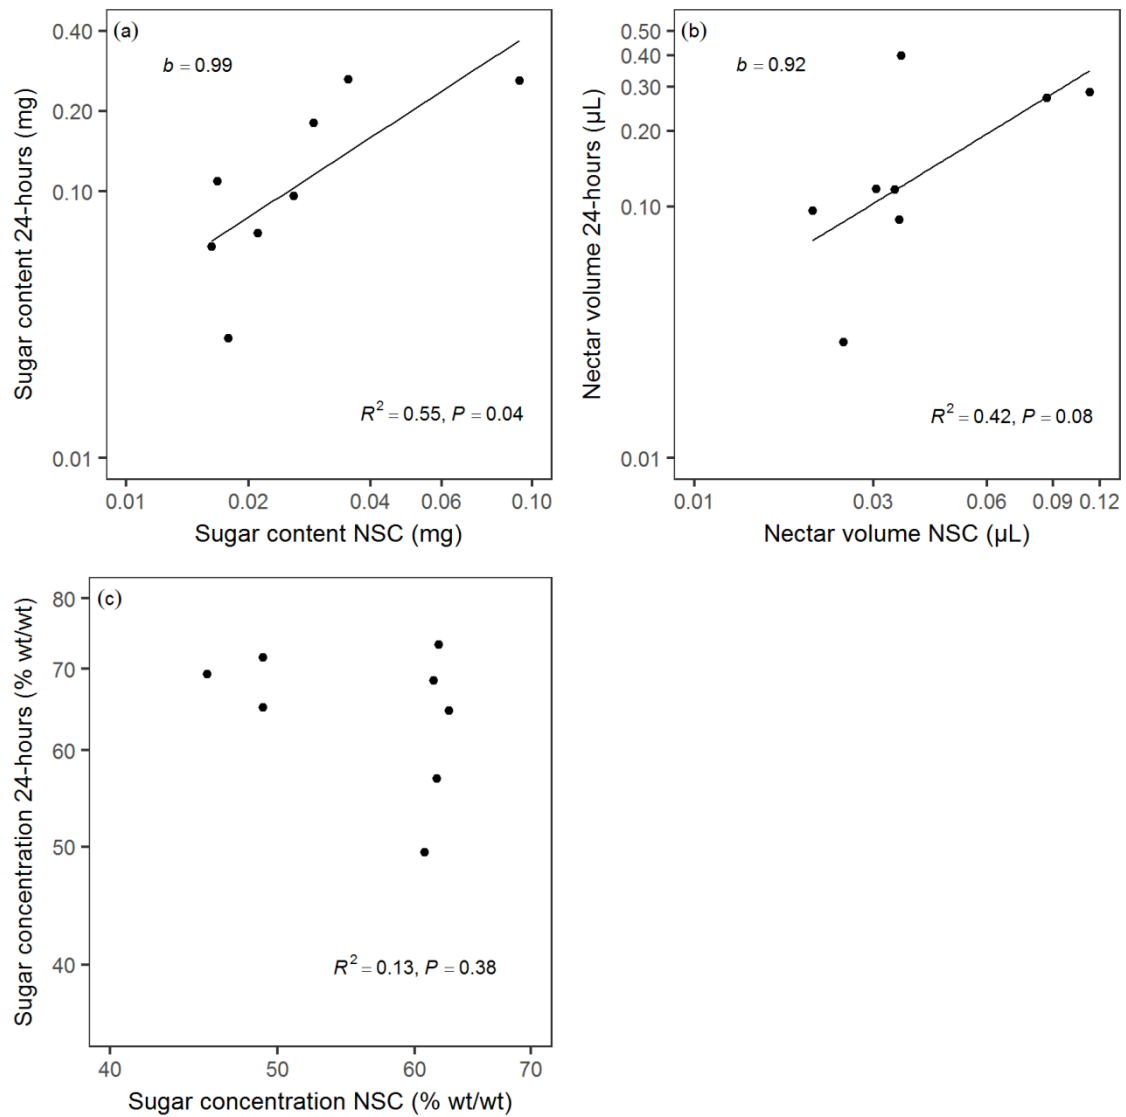 (a)
b = 0.99
R² = 0.55, P = 0.04
Sugar content 24-hours (mg)
0.40
0.20
0.10
0.01
0.01 0.02 0.04 0.06 0.10
Sugar content NSC (mg)
(b)
b = 0.92
R² = 0.42, P = 0.08
Nectar volume 24-hours (µL)
0.50
0.40
0.30
0.20
0.10
0.01
0.01 0.03 0.06 0.09 0.12
Nectar volume NSC (µL)
(c)
R² = 0.13, P = 0.38
Sugar concentration 24-hours (% wt/wt)
80
70
60
50
40
40 50 60 70
Sugar concentration NSC (% wt/wt)